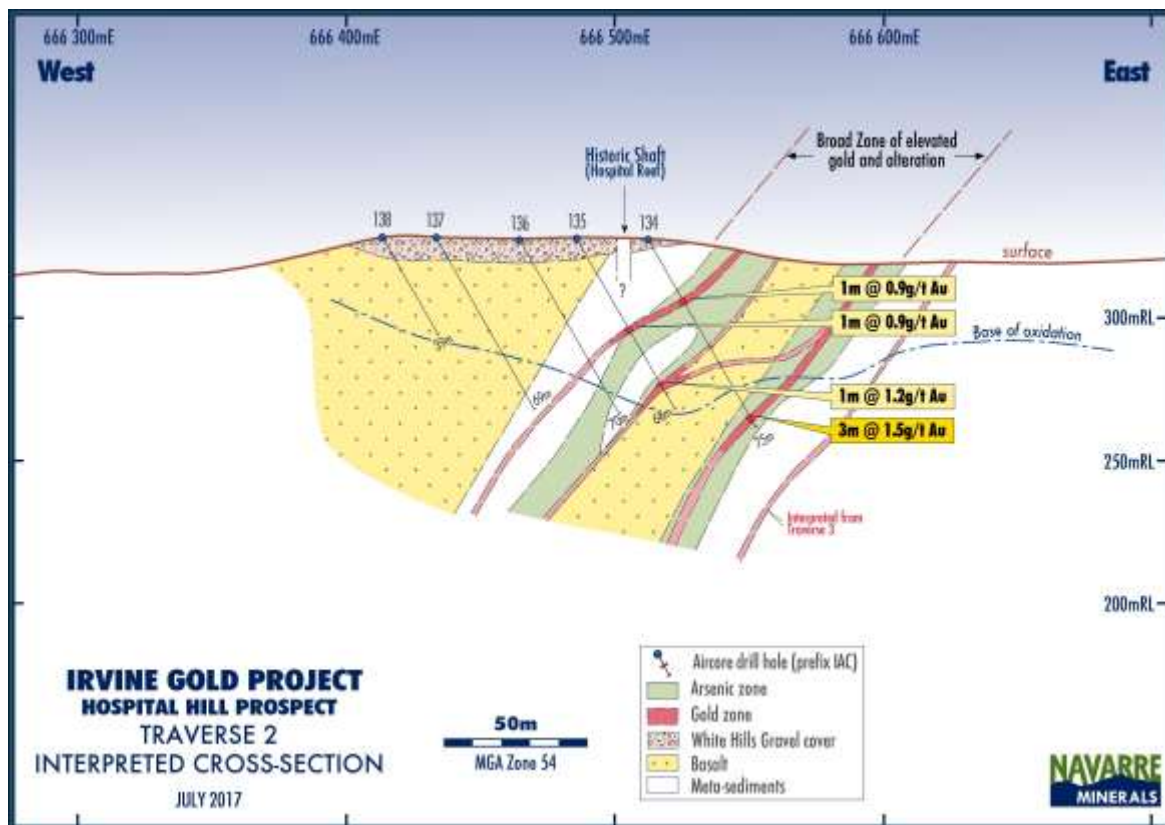 666 300mE
666 400mE
666 500mE
666 600mE
West
East
Broad Zone of elevated
gold and alteration
Historic Shaft
(Hospital Reef)
138
137
136
135
134
surface
?
1m @ 0.9g/t Au
300mRL
1m @ 0.9g/t Au
Base of oxidation
1m @ 1.2g/t Au
69m
68m
3m @ 1.5g/t Au
75m
250mRL
Interpreted from
Traverse 3
200mRL
IRVINE GOLD PROJECT
HOSPITAL HILL PROSPECT
TRAVERSE 2
INTERPRETED CROSS-SECTION
JULY 2017
50m
MGA Zone 54
Aircore drill hole (prefix IAC)
Arsenic zone
Gold zone
White Hills Gravel cover
Basalt
Meta-sediments
NAVARRE
MINERALS